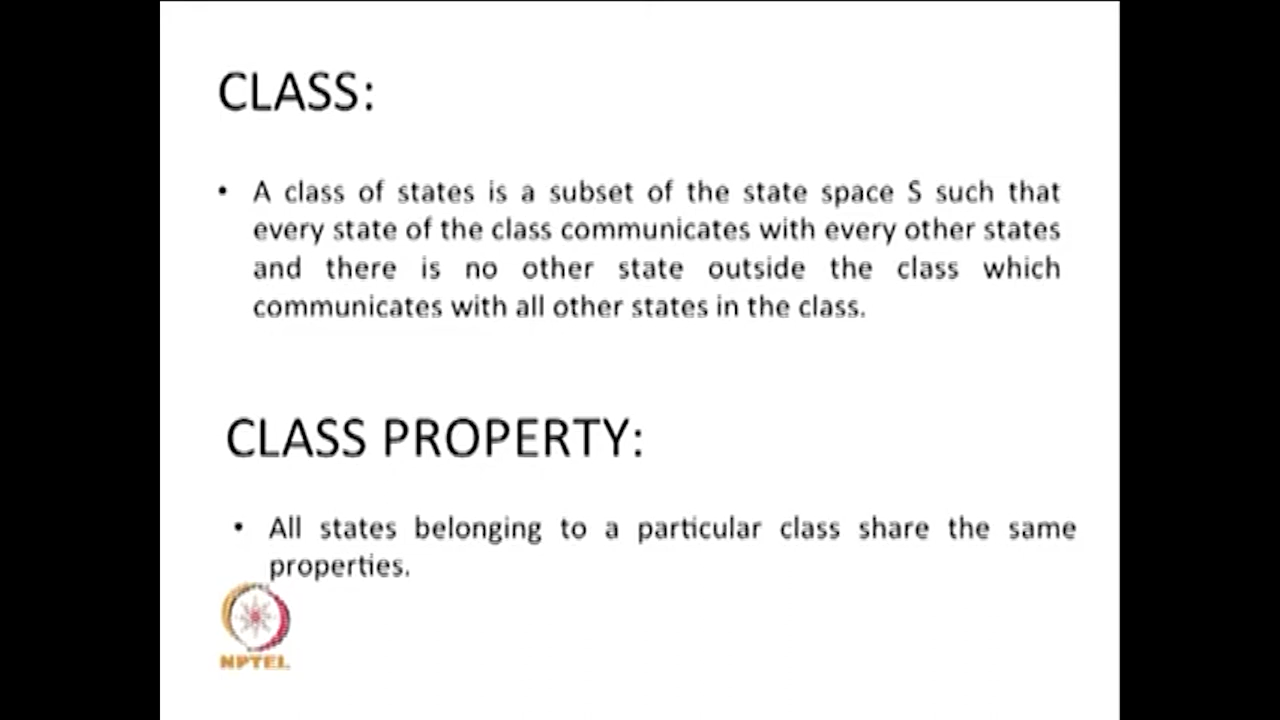 CLASS:
• A class of states is a subset of the state space S such that
every state of the class communicates with every other states
and there is no other state outside the class which
communicates with all other states in the class.
CLASS PROPERTY:
• All states belonging to a particular class share the same
properties.
NPTEL